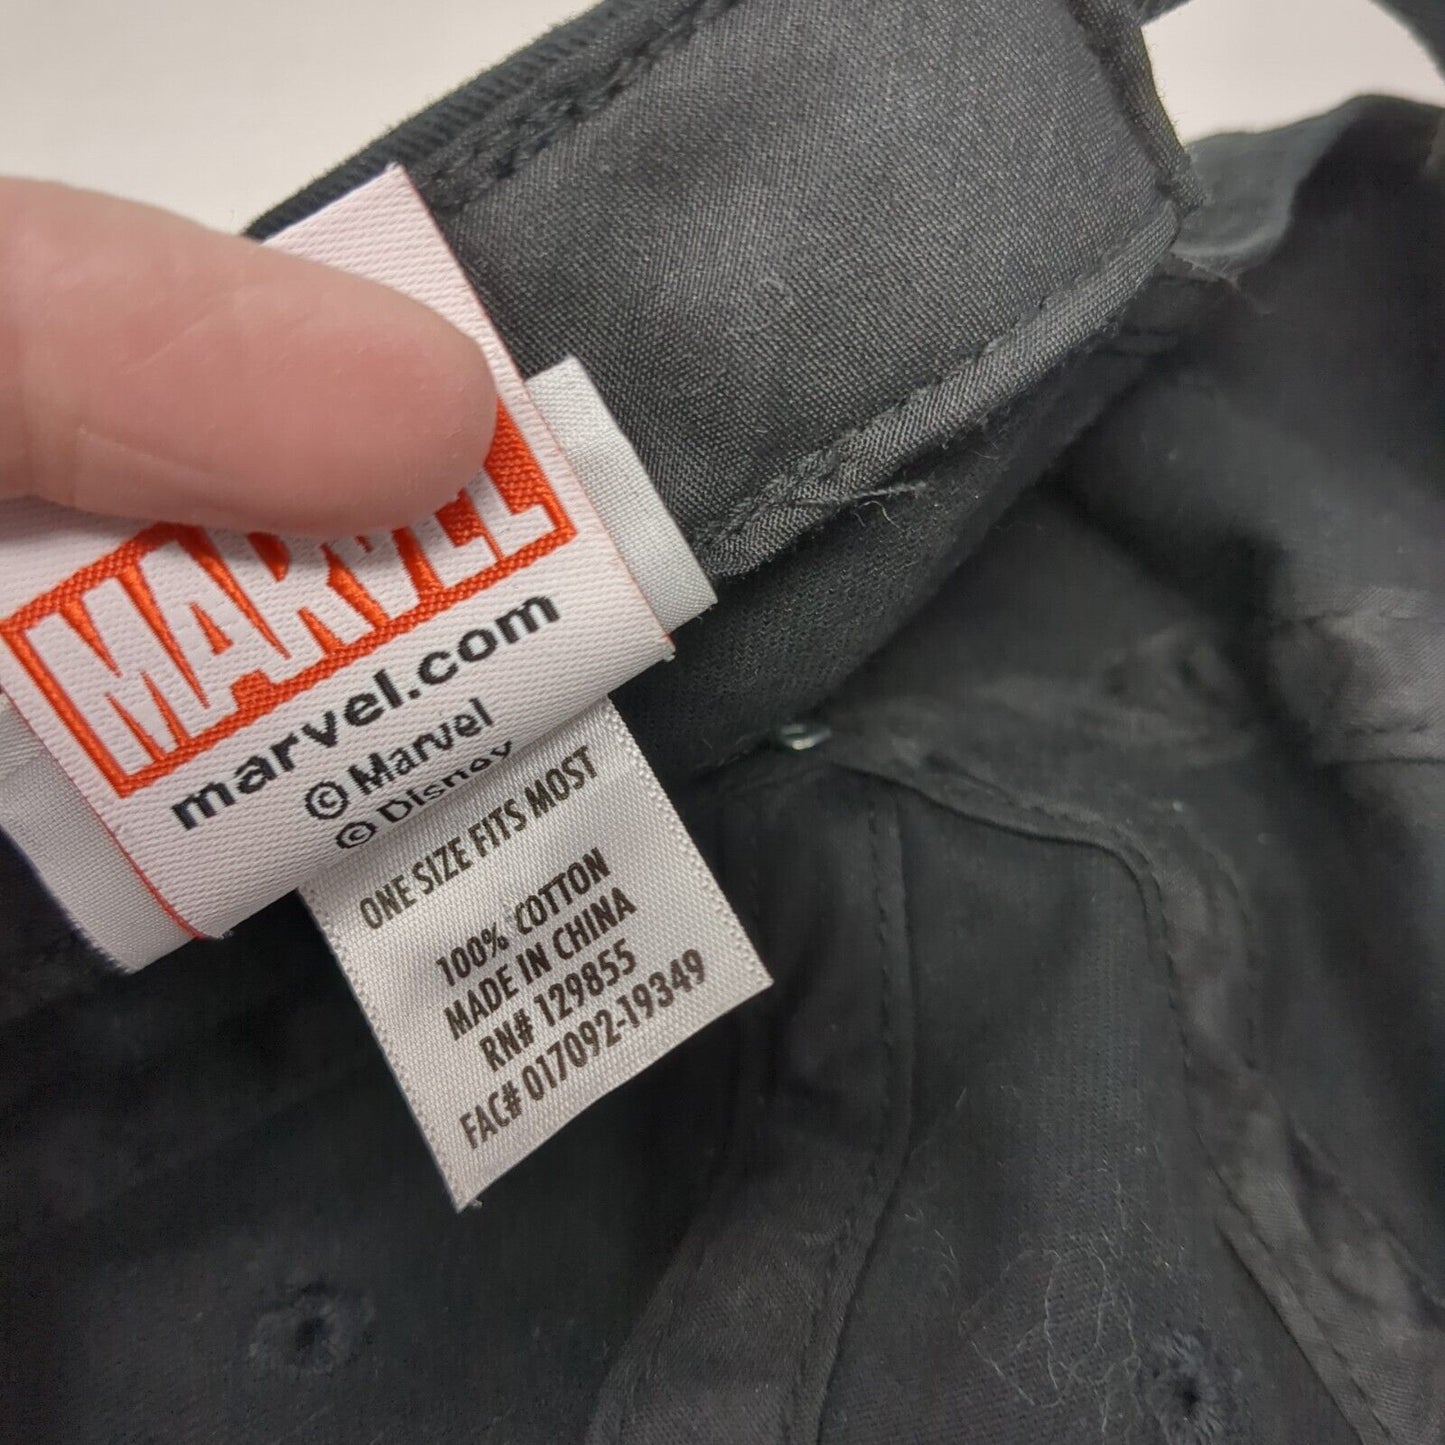 MARVEL
marvel.com
© Marvel
© Disney
ONE SIZE FITS MOST
100% COTTON
MADE IN CHINA
RN# 129855
FAC# 017092-19349